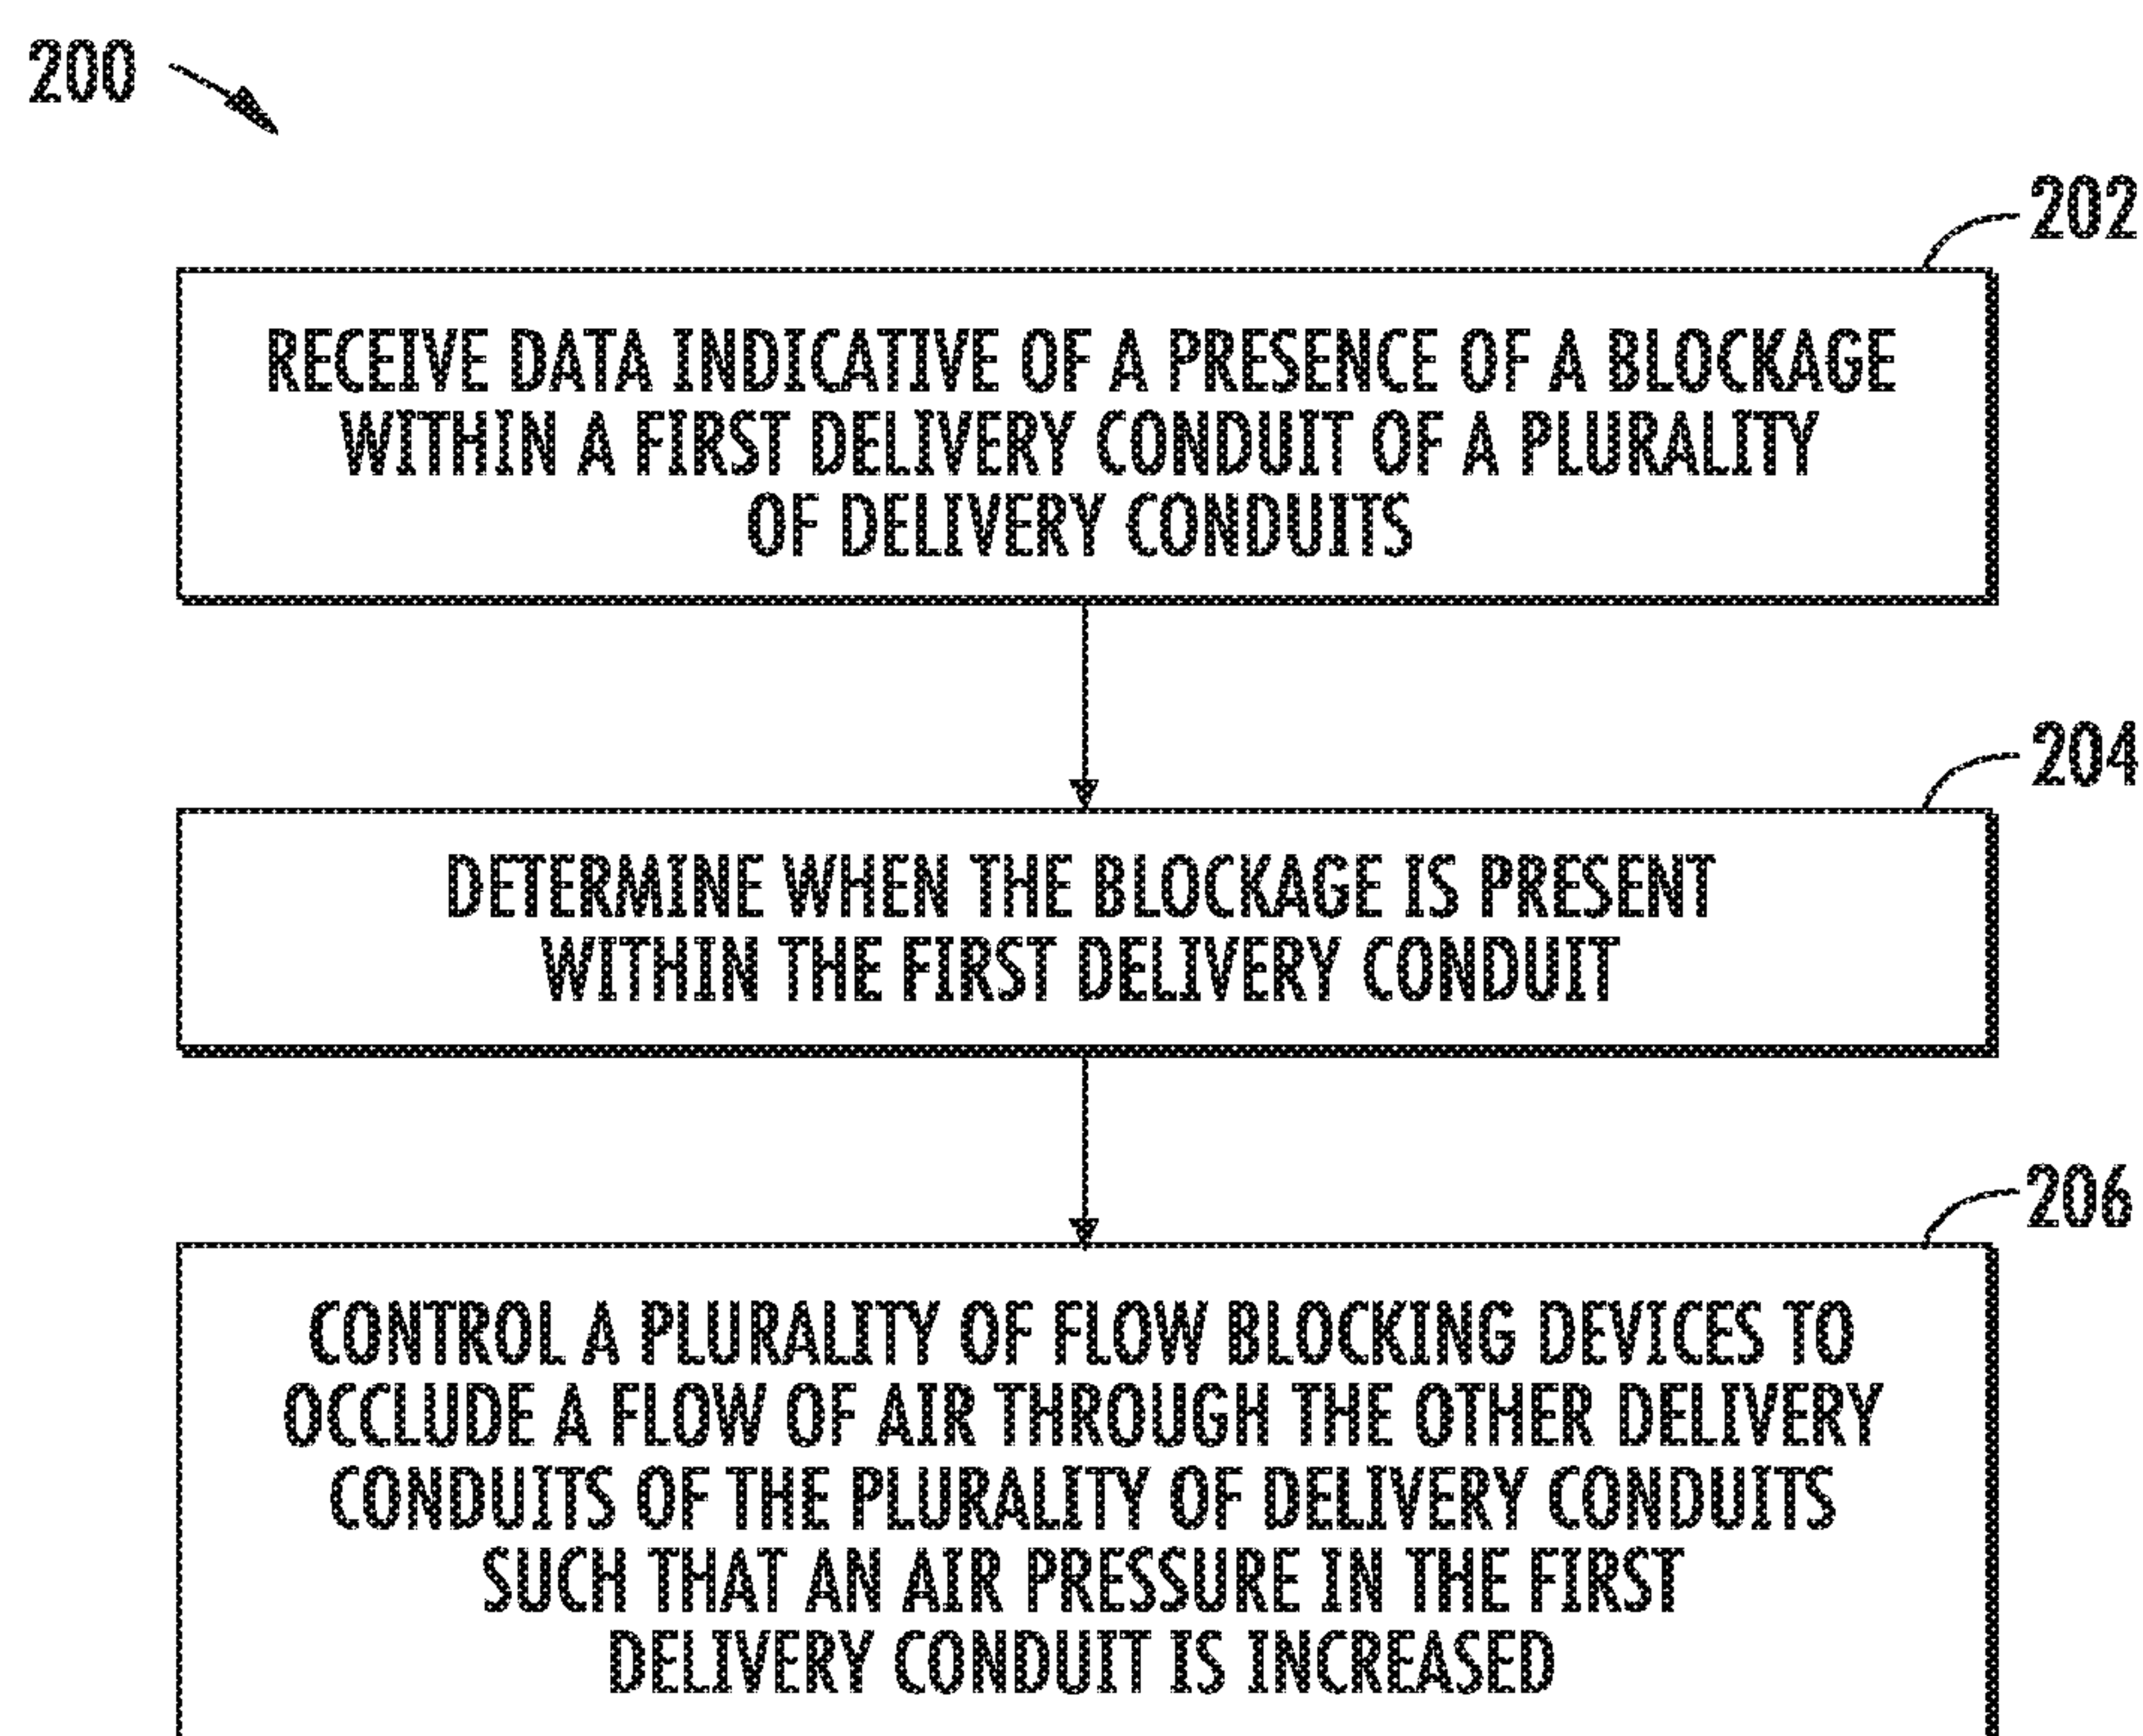 200
202
RECEIVE DATA INDICATIVE OF A PRESENCE OF A BLOCKAGE
WITHIN A FIRST DELIVERY CONDUIT OF A PLURALITY
OF DELIVERY CONDUITS
204
DETERMINE WHEN THE BLOCKAGE IS PRESENT
WITHIN THE FIRST DELIVERY CONDUIT
206
CONTROL A PLURALITY OF FLOW BLOCKING DEVICES TO
OCCLUDE A FLOW OF AIR THROUGH THE OTHER DELIVERY
CONDUITS OF THE PLURALITY OF DELIVERY CONDUITS
SUCH THAT AN AIR PRESSURE IN THE FIRST
DELIVERY CONDUIT IS INCREASED